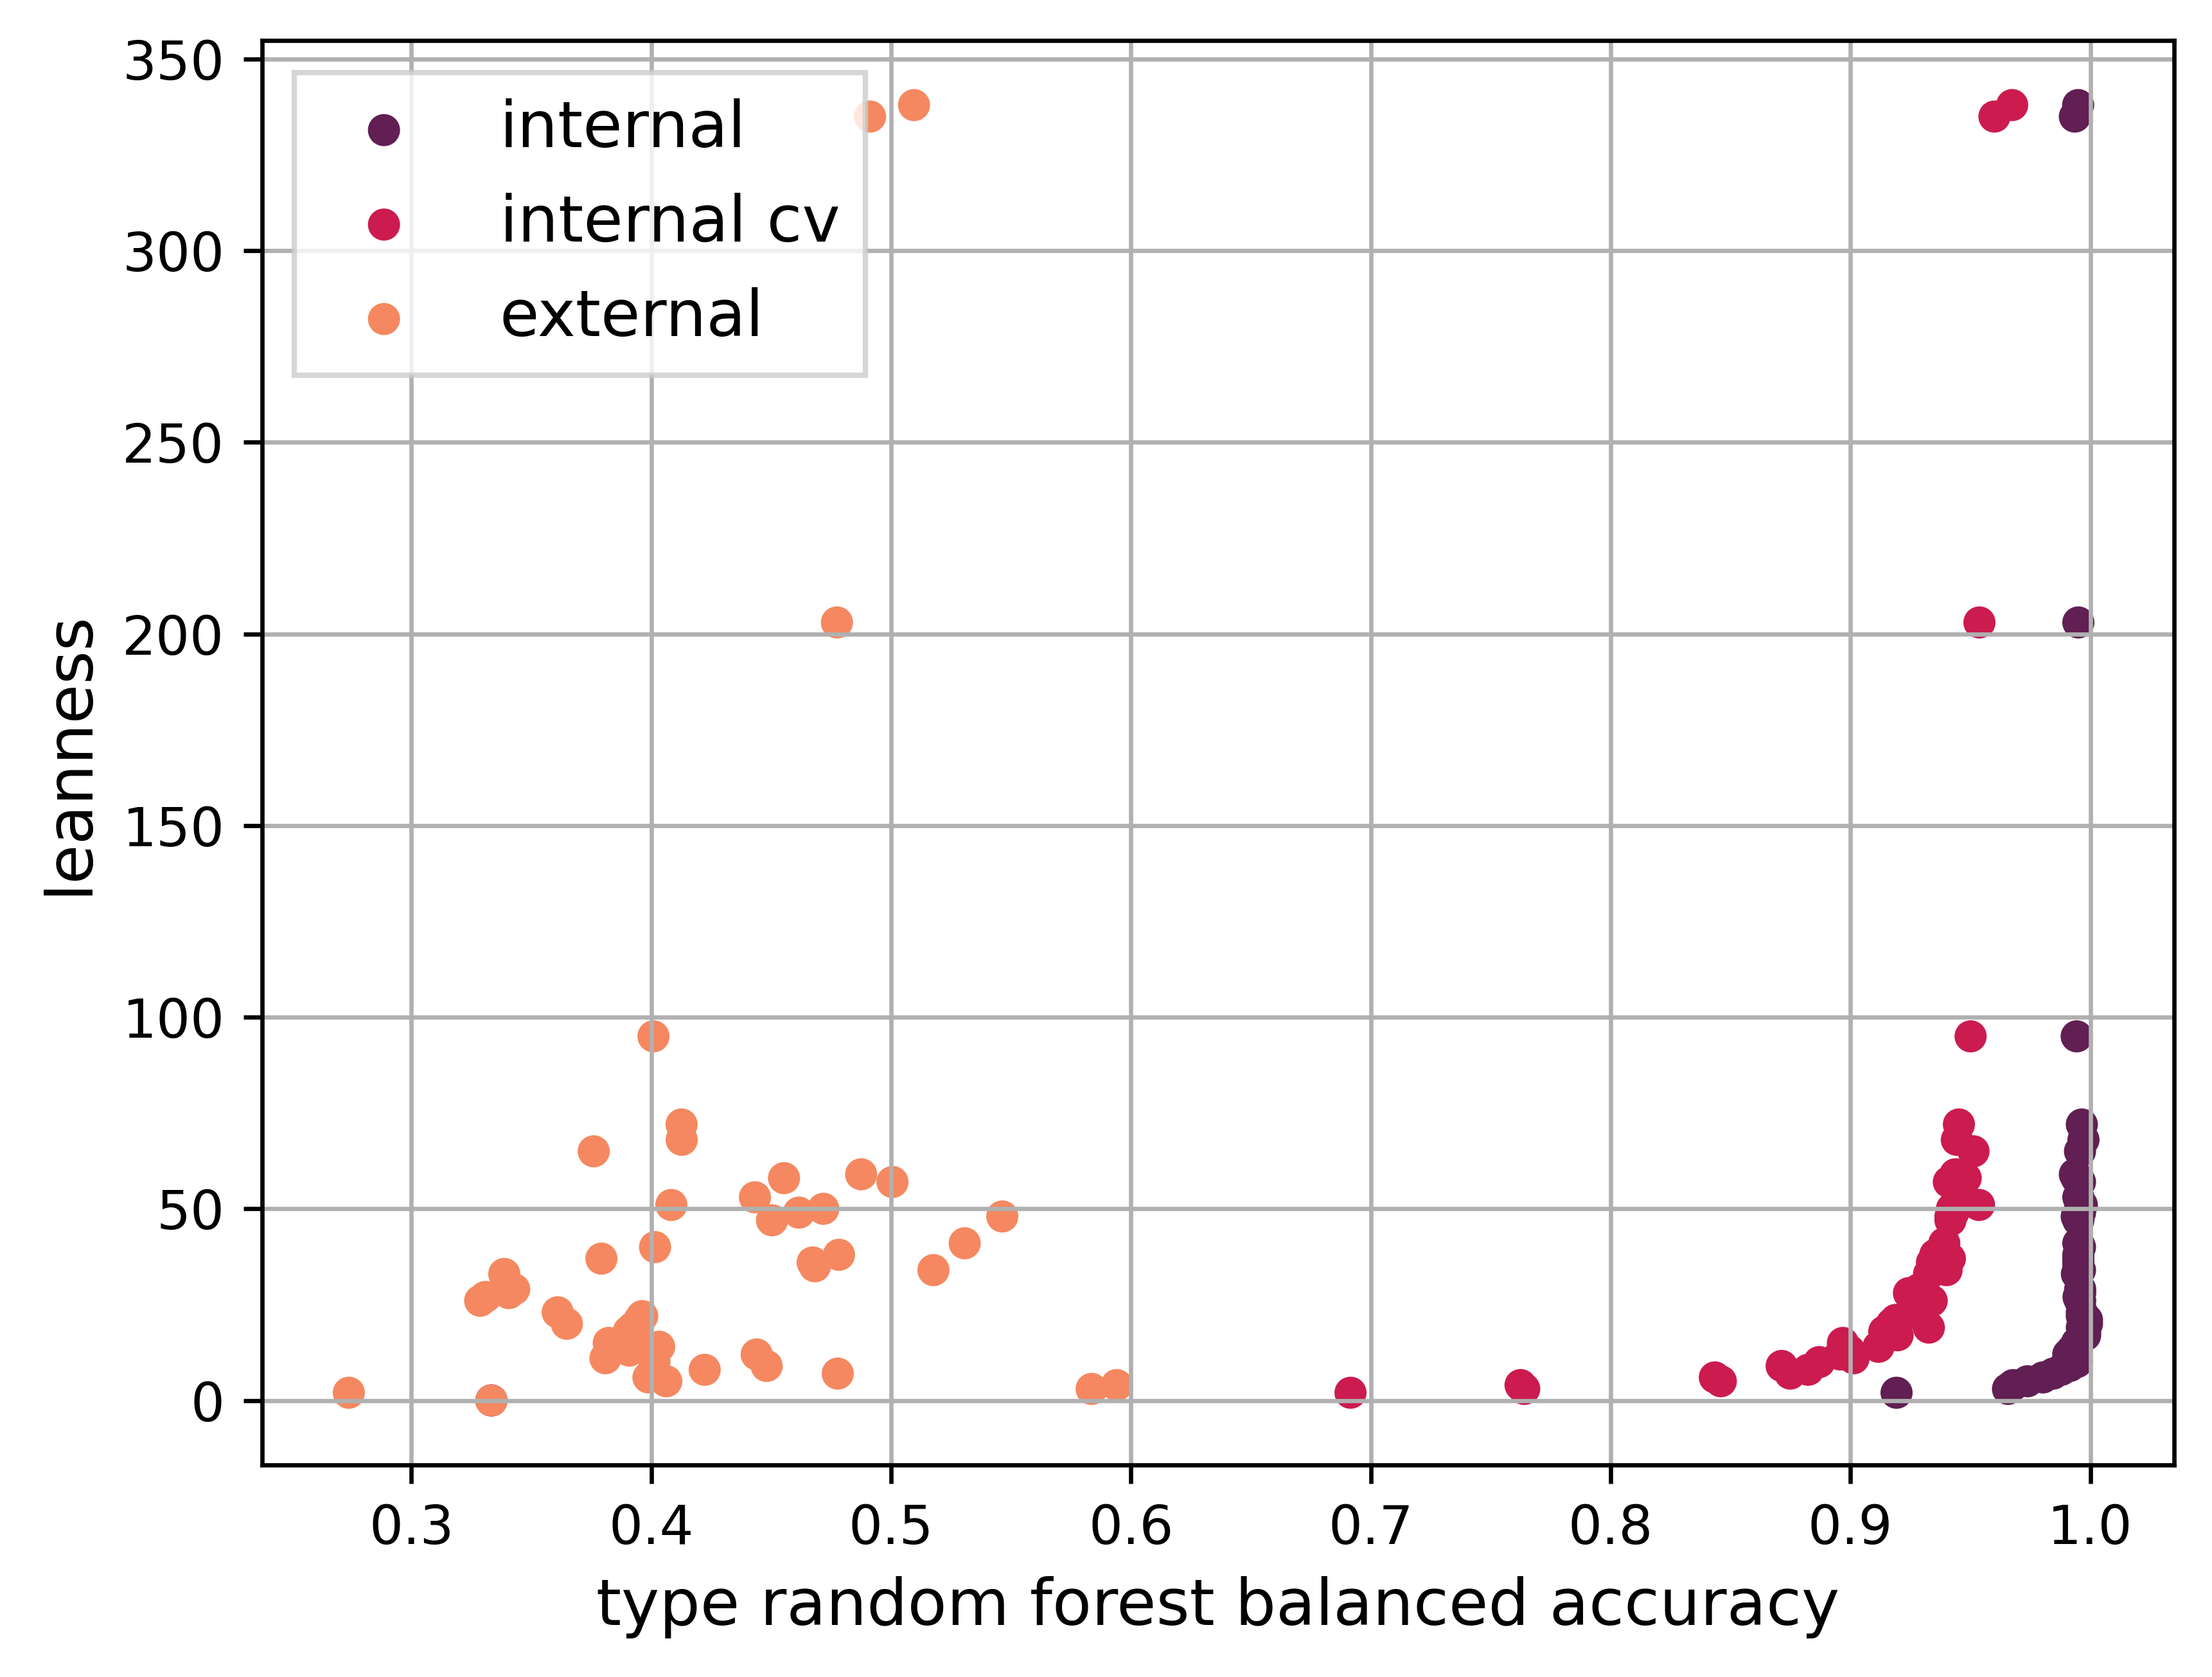 350
300
250
200
150
100
50
0
leanness
internal
internal cv
external
0.3 0.4 0.5 0.6 0.7 0.8 0.9 1.0
type random forest balanced accuracy